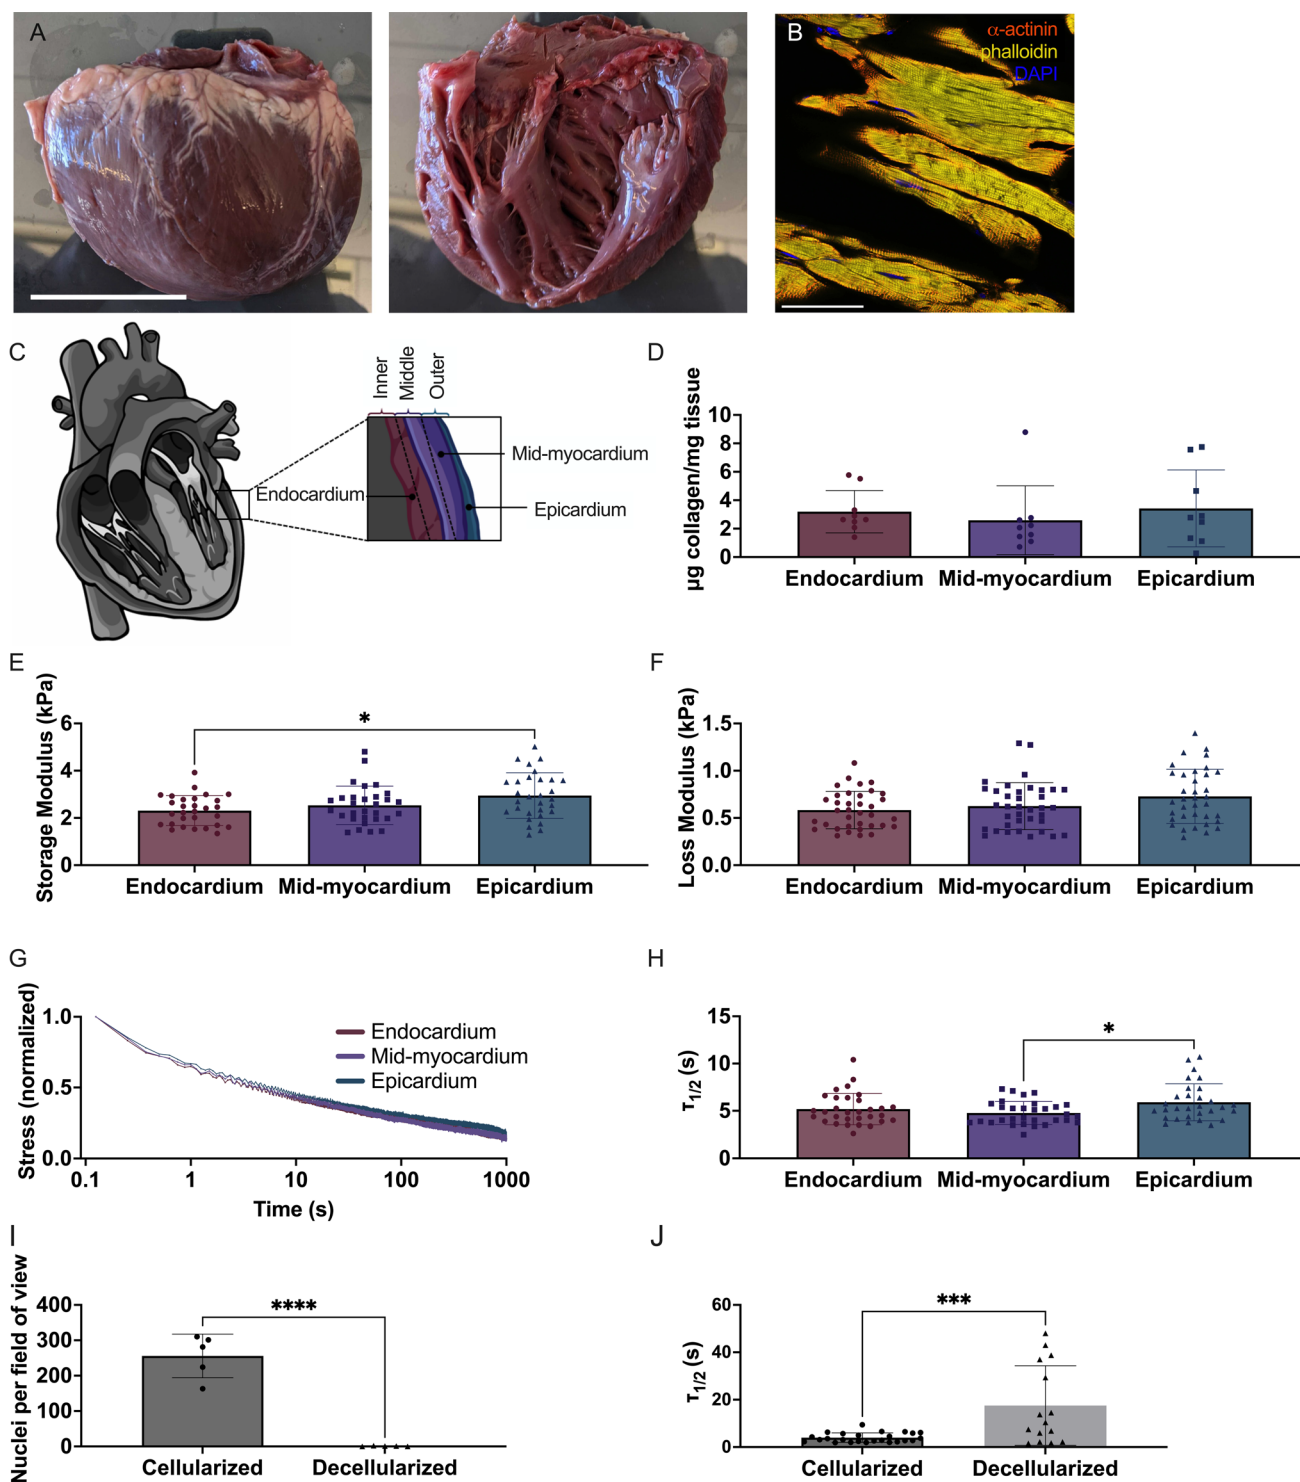 A
B
α-actinin
phalloidin
DAPI
C
Inner
Middle
Outer
Mid-myocardium
Endocardium
Epicardium
D
µg collagen/mg tissue
10
8
6
4
2
0
Endocardium Mid-myocardium Epicardium
E
Storage Modulus (kPa)
6
4
2
0
*
Endocardium Mid-myocardium Epicardium
F
Loss Modulus (kPa)
1.5
1.0
0.5
0.0
Endocardium Mid-myocardium Epicardium
G
Stress (normalized)
1.0
0.5
0.0
Endocardium
Mid-myocardium
Epicardium
0.1 1 10 100 1000
Time (s)
H
τ1/2 (s)
15
10
5
0
*
Endocardium Mid-myocardium Epicardium
I
Nuclei per field of view
400
300
200
100
0
****
Cellularized Decellularized
J
τ1/2 (s)
60
40
20
0
***
Cellularized Decellularized